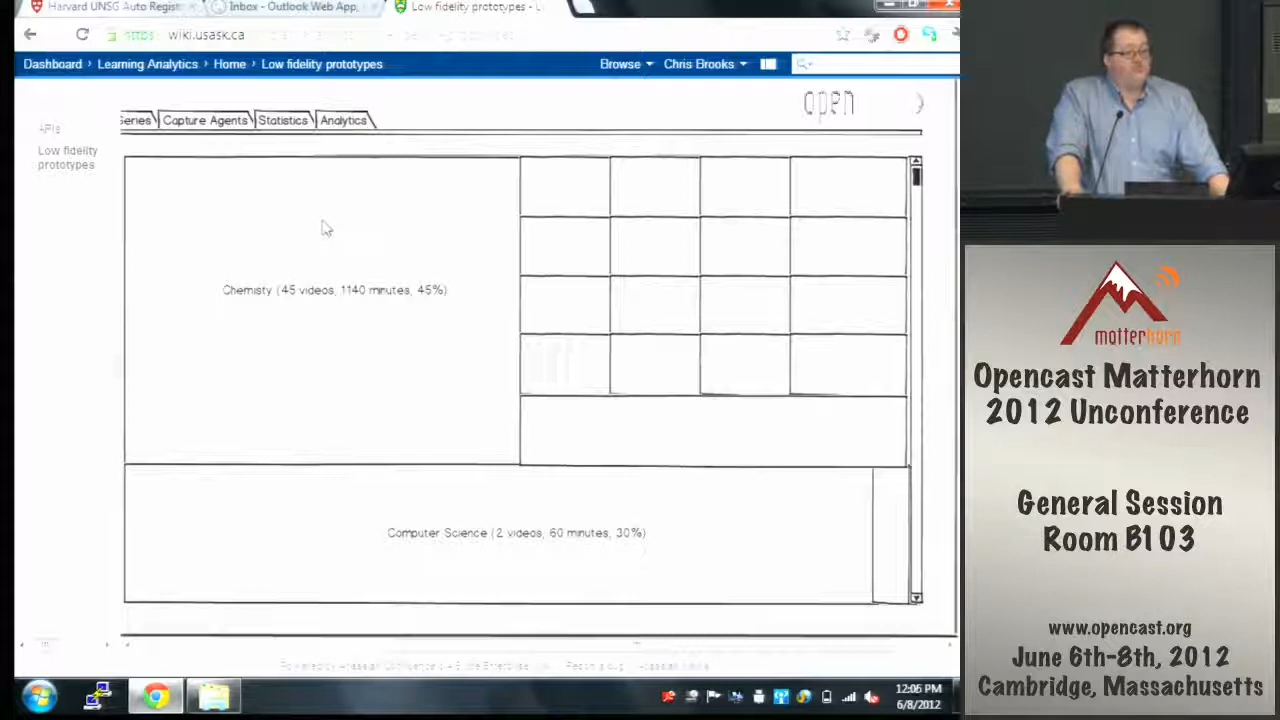 Harvard UNSG Auto Regist
Inbox - Outlook Web App,
Low fidelity prototypes - L
https
wiki.usask.ca
Dashboard › Learning Analytics › Home › Low fidelity prototypes
Browse
Chris Brooks
open
Series
Capture Agents
Statistics
Analytics
APIs
Low fidelity
prototypes
Chemisty (45 videos, 1140 minutes, 45%)
Computer Science (2 videos, 60 minutes, 30%)
12:05 PM
6/8/2012
matterhorn
Opencast Matterhorn
2012 Unconference
General Session
Room B103
www.opencast.org
June 6th-8th, 2012
Cambridge, Massachusetts